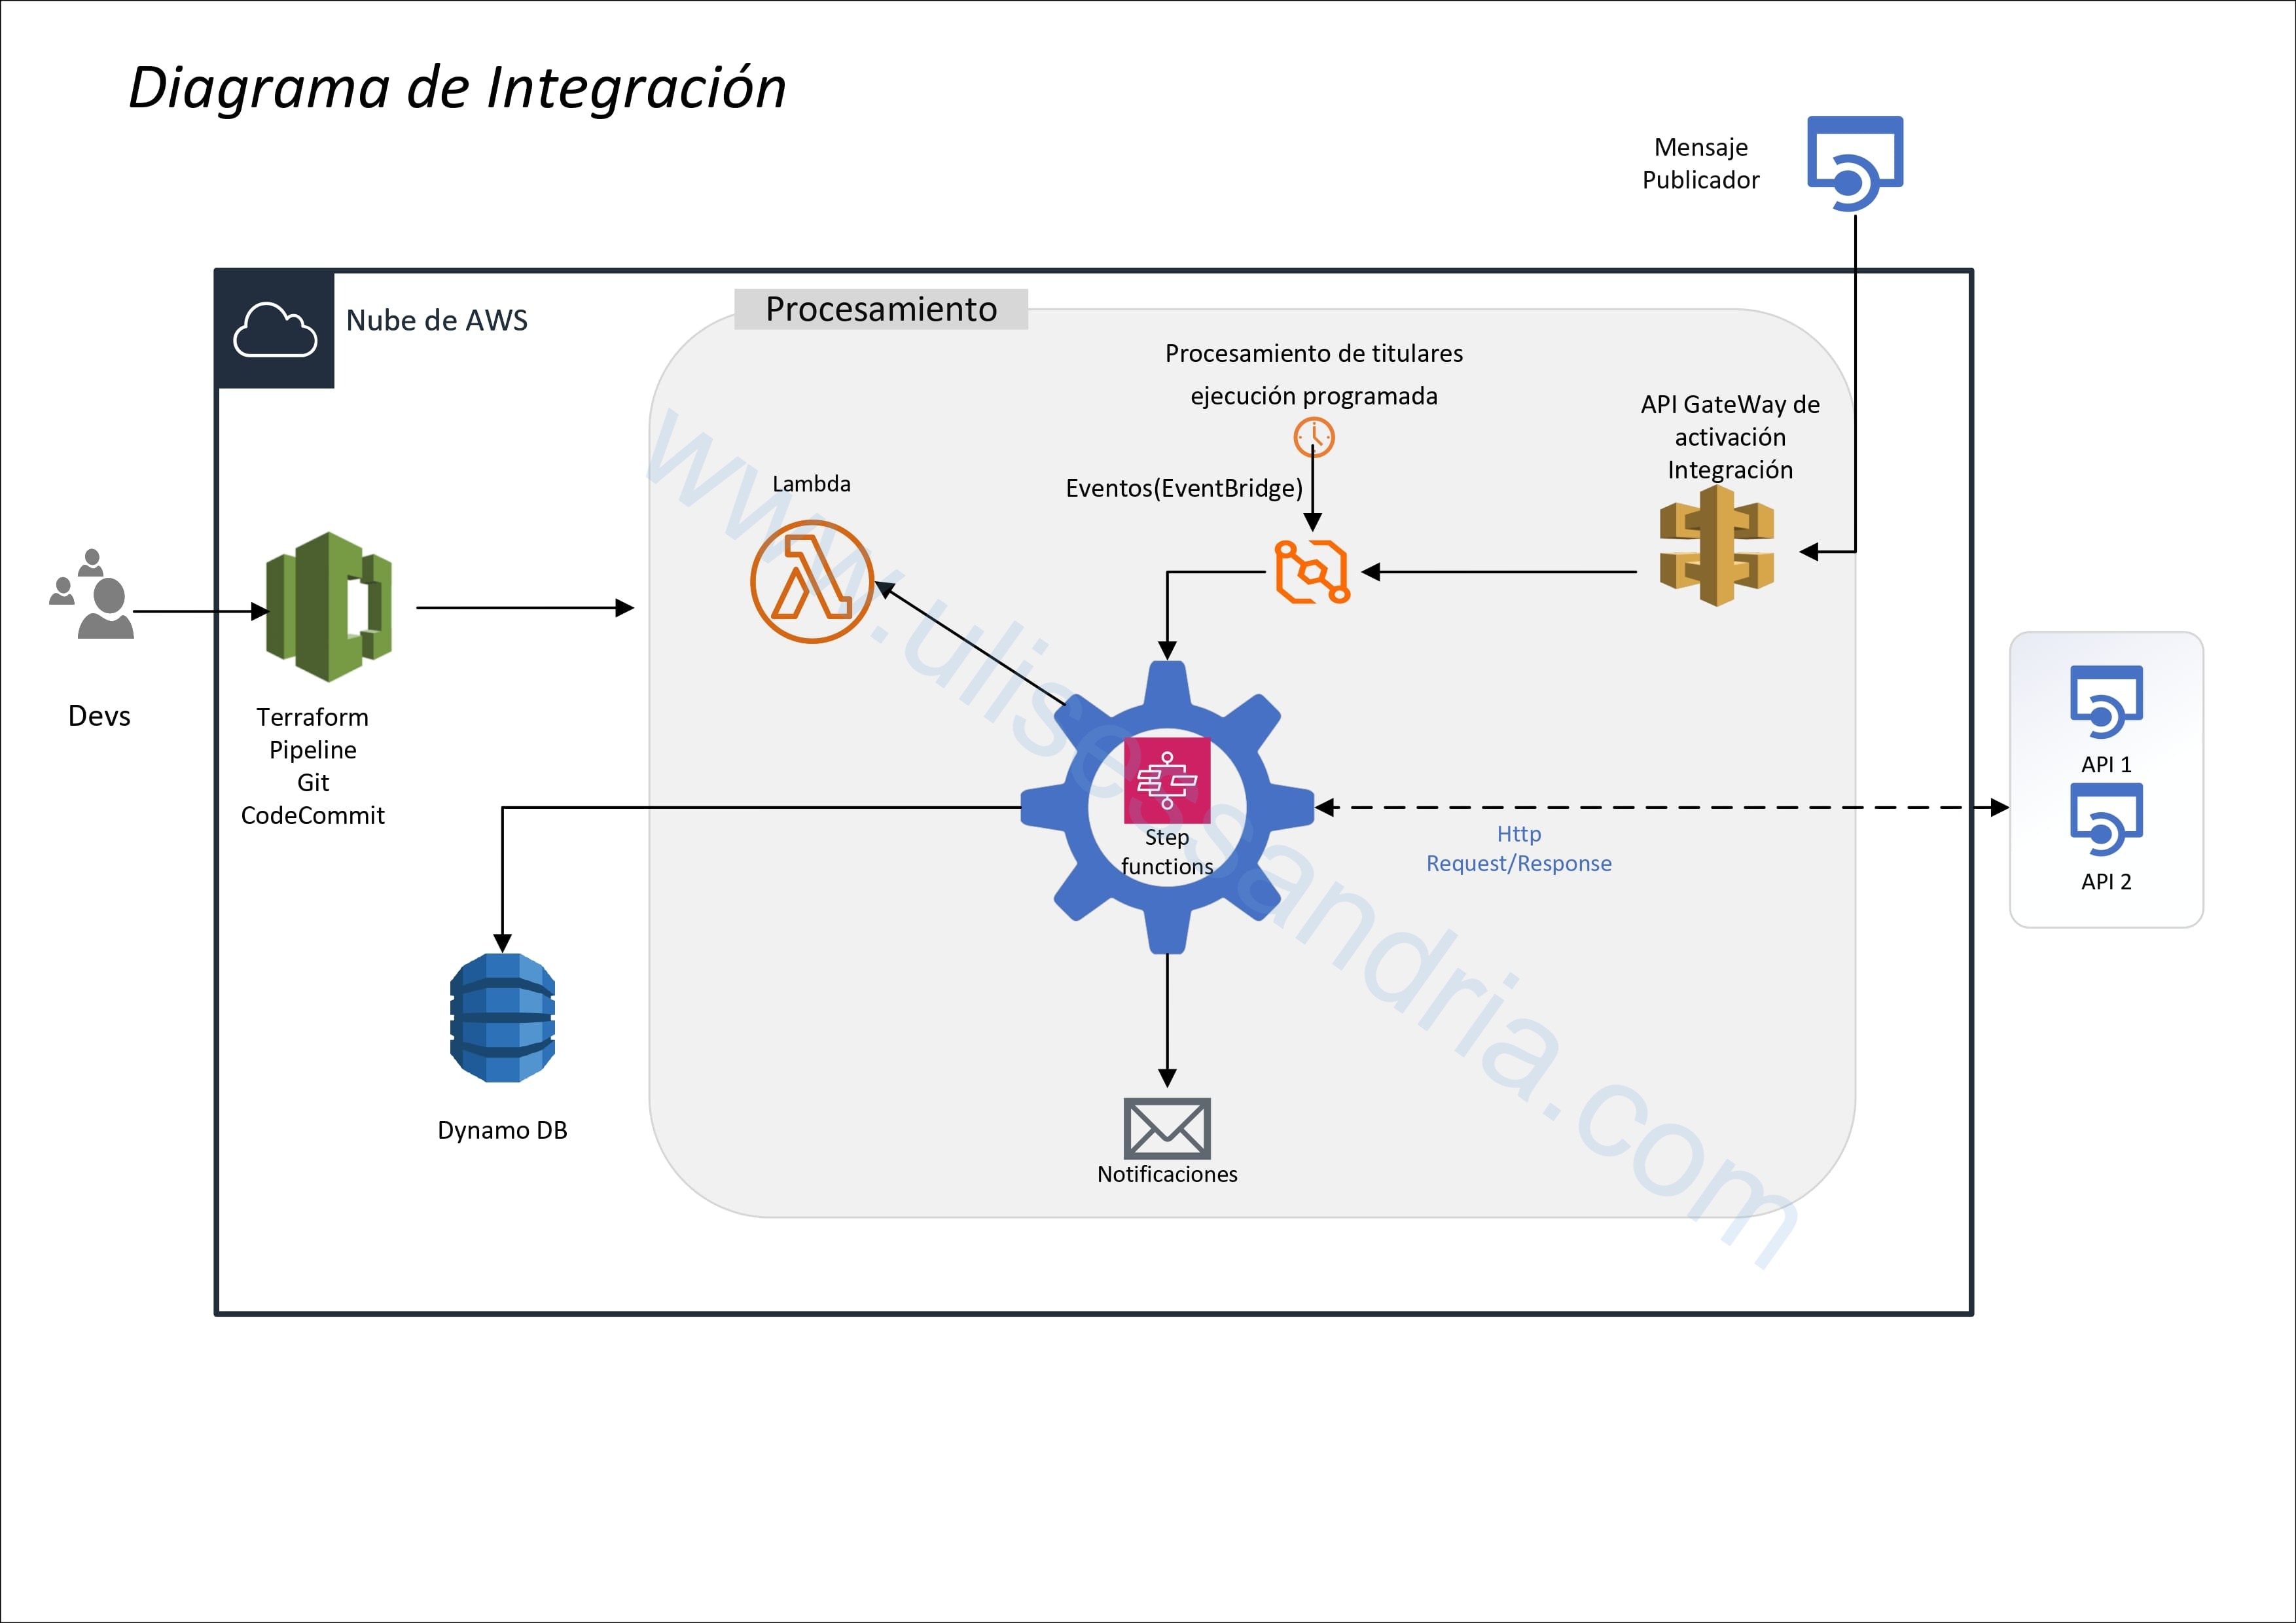 Diagrama de Integración
Mensaje
Publicador
Nube de AWS
Procesamiento
Procesamiento de titulares
ejecución programada
API GateWay de
activación
Integración
Lambda
Eventos(EventBridge)
Devs
Terraform
Pipeline
Git
CodeCommit
Step
functions
Http
Request/Response
API 1
API 2
Dynamo DB
Notificaciones
www.ulisessandria.com